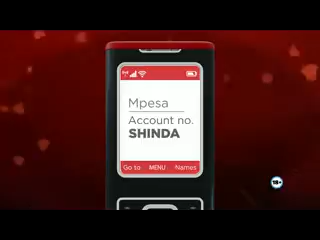 Mpesa
Account no.
SHINDA
Go to MENU Names
18+